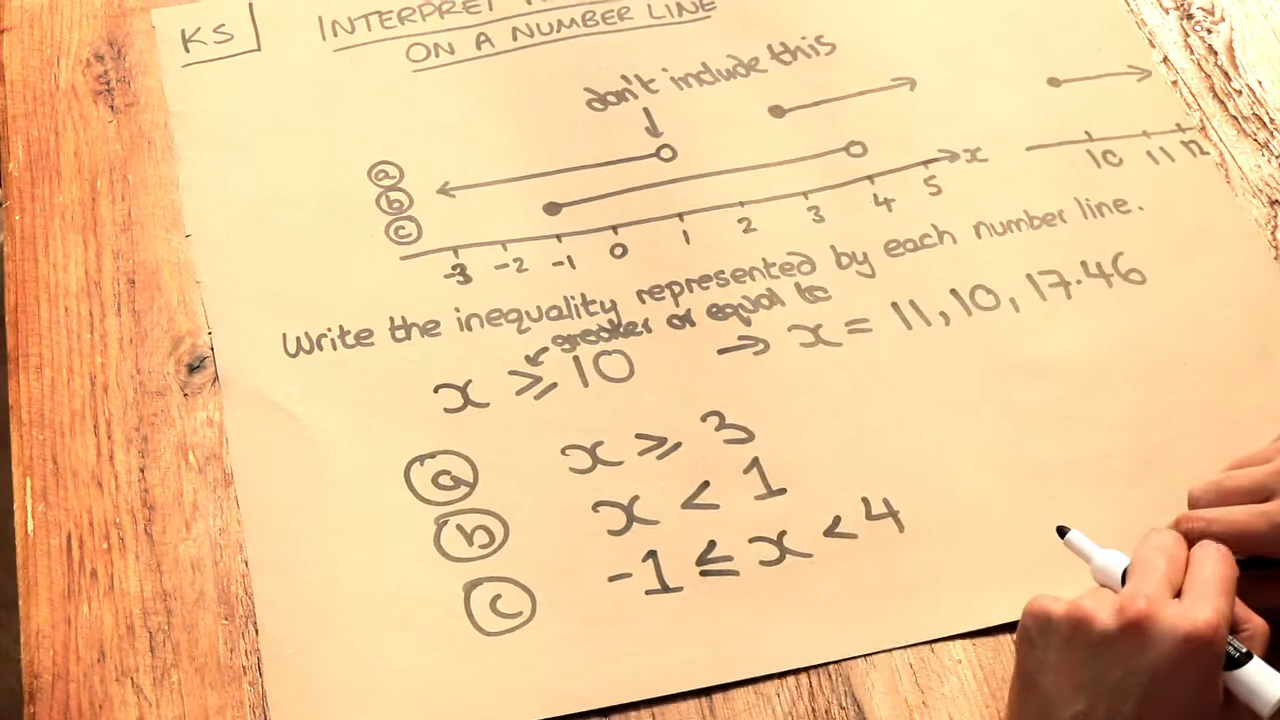 KS INTERPRET
ON A NUMBER LINE
don't include this
a
b
c
x
-3 -2 -1 0 1 2 3 4 5
10 11 12
Write the inequality represented by each number line.
greater or equal to
x ⩾ 10 → x = 11, 10, 17.46
a x ⩾ 3
b x < 1
c -1 ≤ x < 4